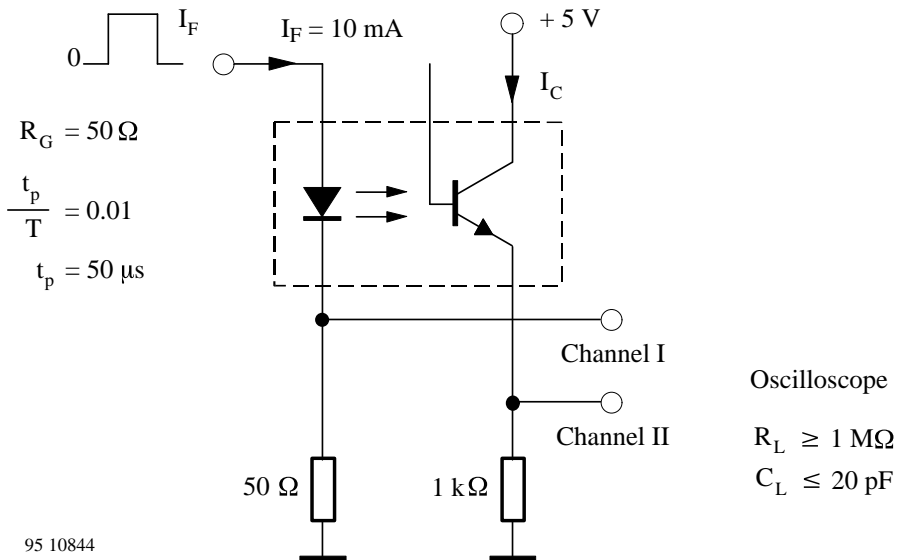 I_F
I_F = 10 mA
+ 5 V
0
I_C
R_G = 50 Ω
t_p
T
= 0.01
t_p = 50 μs
Channel I
Oscilloscope
Channel II
R_L ≥ 1 MΩ
50 Ω
1 kΩ
C_L ≤ 20 pF
95 10844